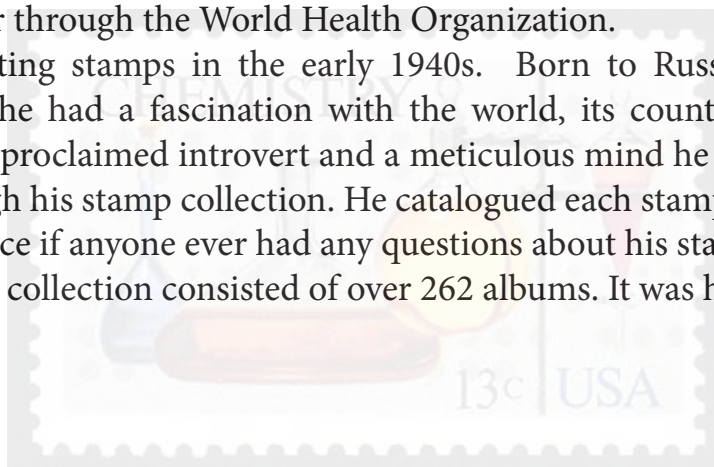 r through the World Health Organization.
ting stamps in the early 1940s. Born to Russ
he had a fascination with the world, its count
proclaimed introvert and a meticulous mind he
gh his stamp collection. He catalogued each stamp
ce if anyone ever had any questions about his sta
collection consisted of over 262 albums. It was h
CHEMISTRY
13c USA